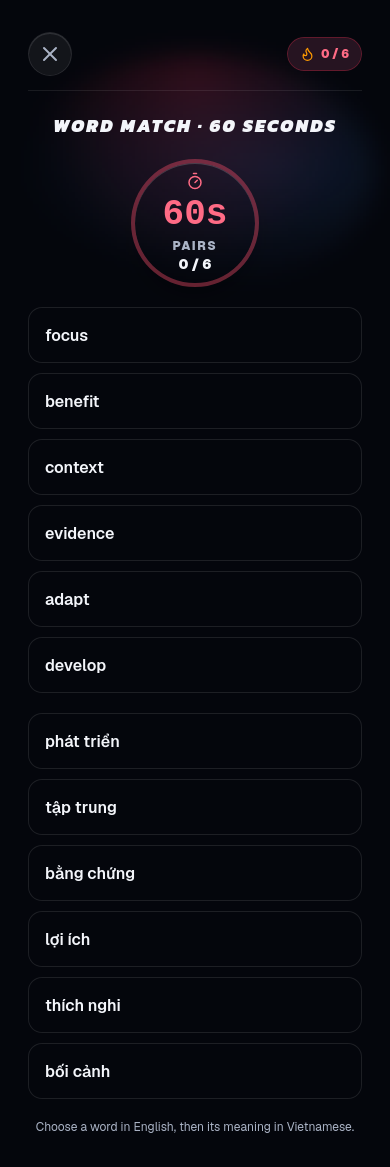 0 / 6
WORD MATCH · 60 SECONDS
60s
PAIRS
0 / 6
focus
benefit
context
evidence
adapt
develop
phát triển
tập trung
bằng chứng
lợi ích
thích nghi
bối cảnh
Choose a word in English, then its meaning in Vietnamese.